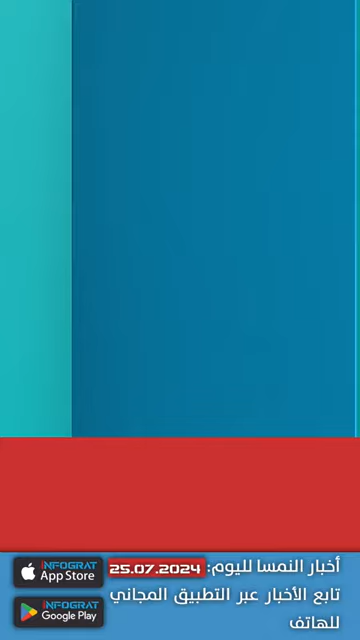 أخبار النمسا لليوم: 25.07.2024
تابع الأخبار عبر التطبيق المجاني
للهاتف
INFOGRAT
App Store
INFOGRAT
Google Play